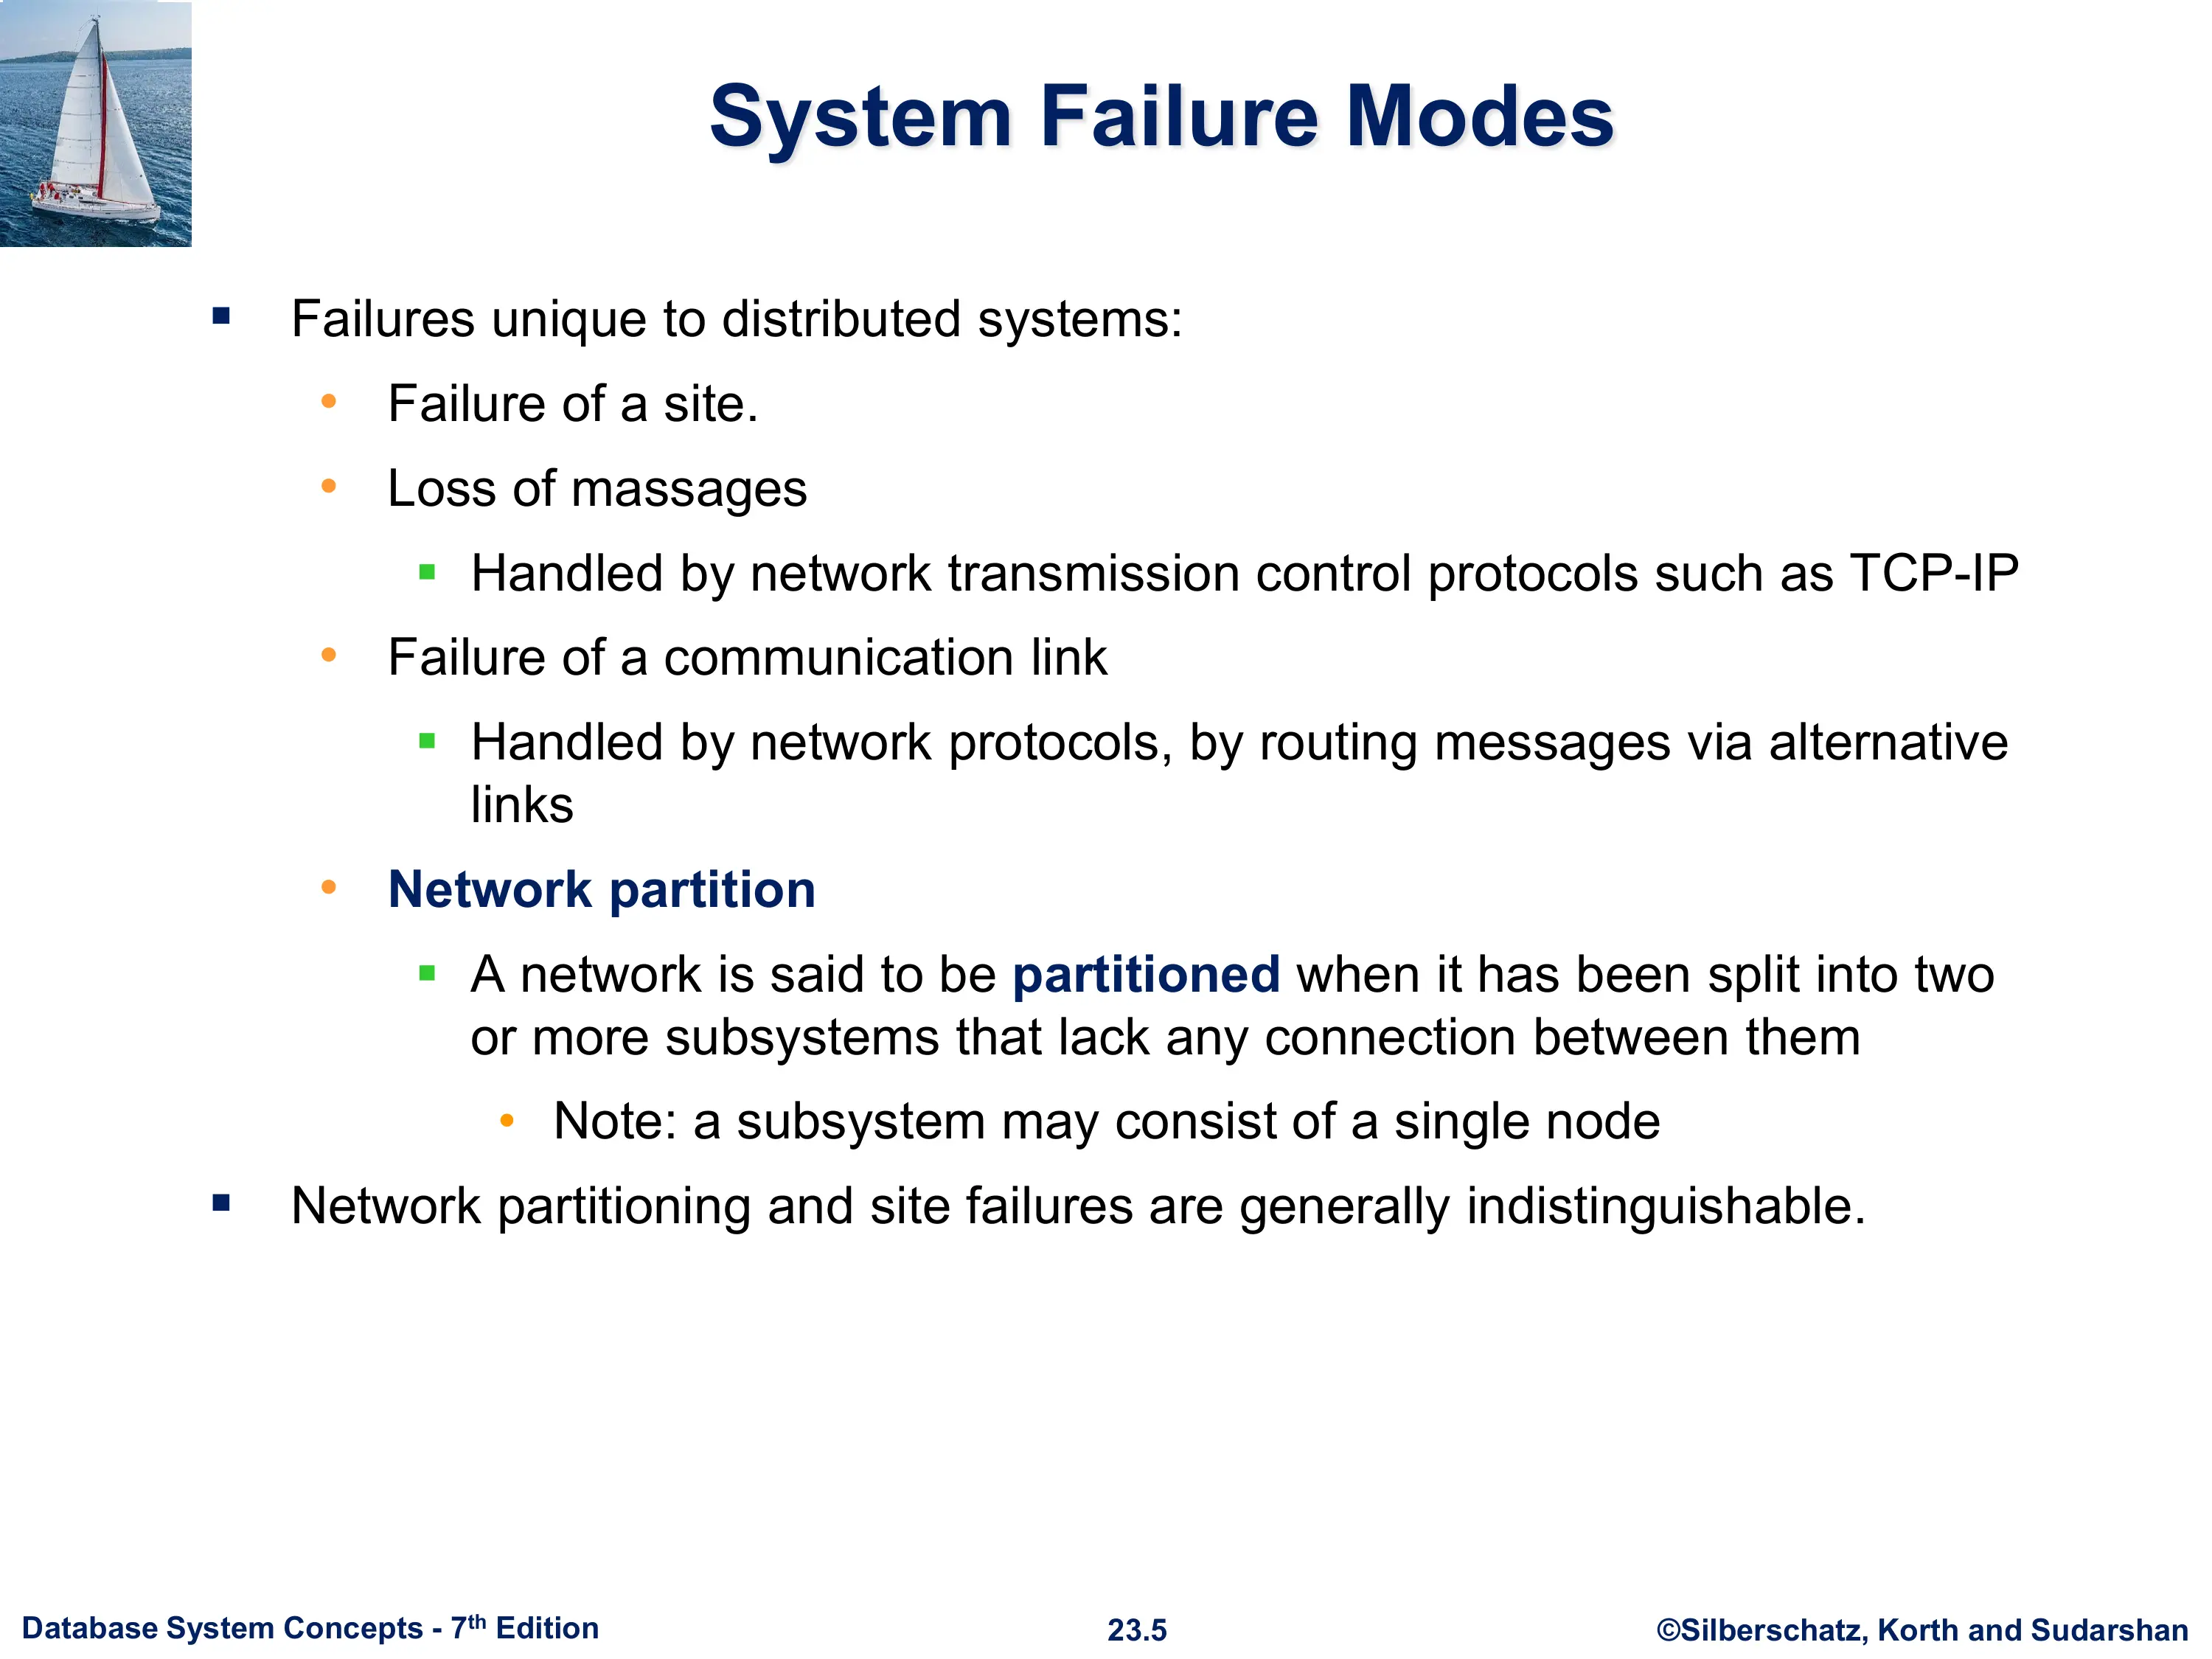 System Failure Modes
▪ Failures unique to distributed systems:
• Failure of a site.
• Loss of massages
▪ Handled by network transmission control protocols such as TCP-IP
• Failure of a communication link
▪ Handled by network protocols, by routing messages via alternative
links
• Network partition
▪ A network is said to be partitioned when it has been split into two
or more subsystems that lack any connection between them
• Note: a subsystem may consist of a single node
▪ Network partitioning and site failures are generally indistinguishable.
Database System Concepts - 7th Edition
23.5
©Silberschatz, Korth and Sudarshan